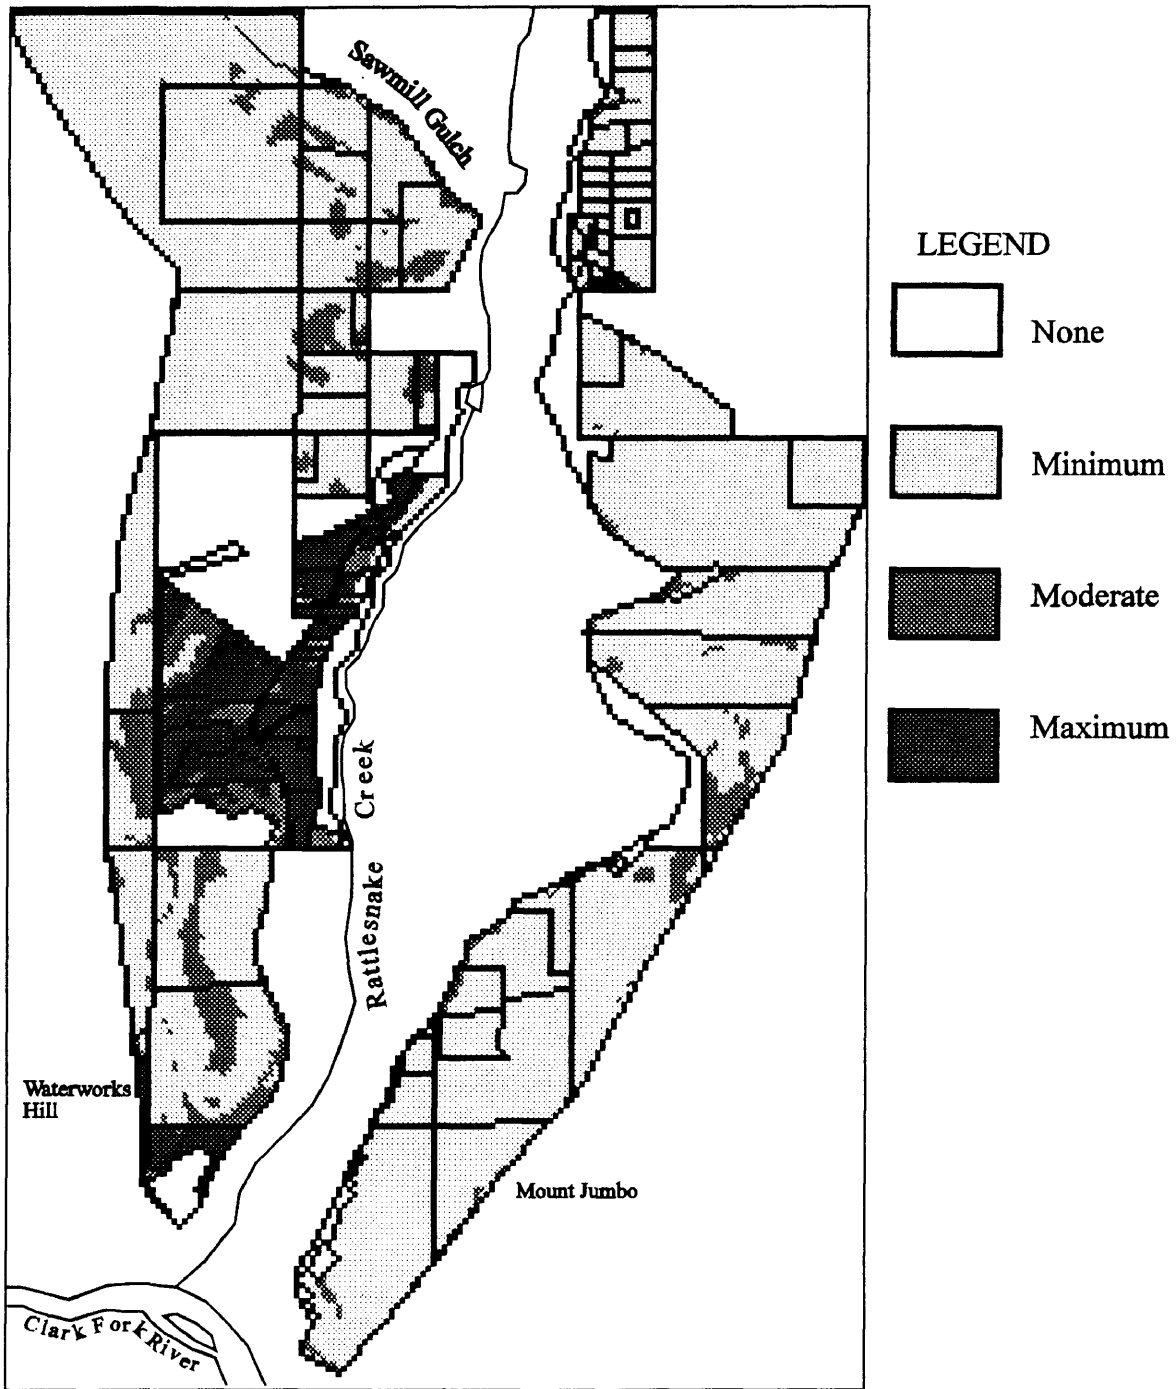 Sawmill Gulch
LEGEND
None
Minimum
Moderate
Maximum
Rattlesnake Creek
Waterworks
Hill
Mount Jumbo
Clark Fork River